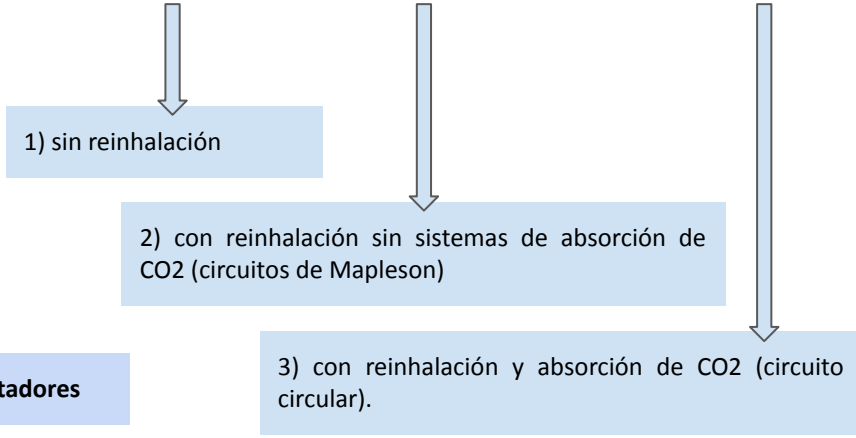 1) sin reinhalación
2) con reinhalación sin sistemas de absorción de
CO2 (circuitos de Mapleson)
3) con reinhalación y absorción de CO2 (circuito
circular).